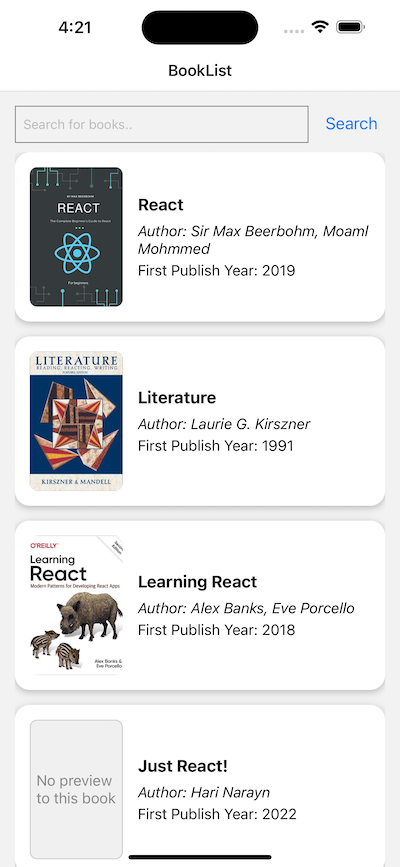 4:21
BookList
Search for books..
Search
SIR MAX BEERBOHM
REACT
The Complete Beginner's Guide to React
For beginners
React
Author: Sir Max Beerbohm, Moaml
Mohmmed
First Publish Year: 2019
LITERATURE
READING, REACTING, WRITING
KIRSZNER & MANDELL
Literature
Author: Laurie G. Kirszner
First Publish Year: 1991
O'REILLY
Learning
React
Modern Patterns for Developing React Apps
Alex Banks &
Eve Porcello
Learning React
Author: Alex Banks, Eve Porcello
First Publish Year: 2018
No preview
to this book
Just React!
Author: Hari Narayn
First Publish Year: 2022